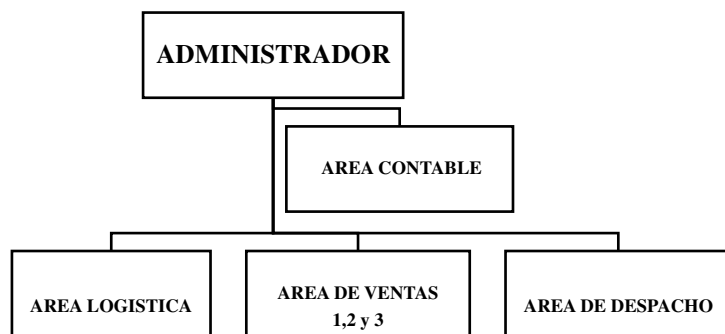 ADMINISTRADOR
AREA CONTABLE
AREA LOGISTICA
AREA DE VENTAS
1,2 y 3
AREA DE DESPACHO